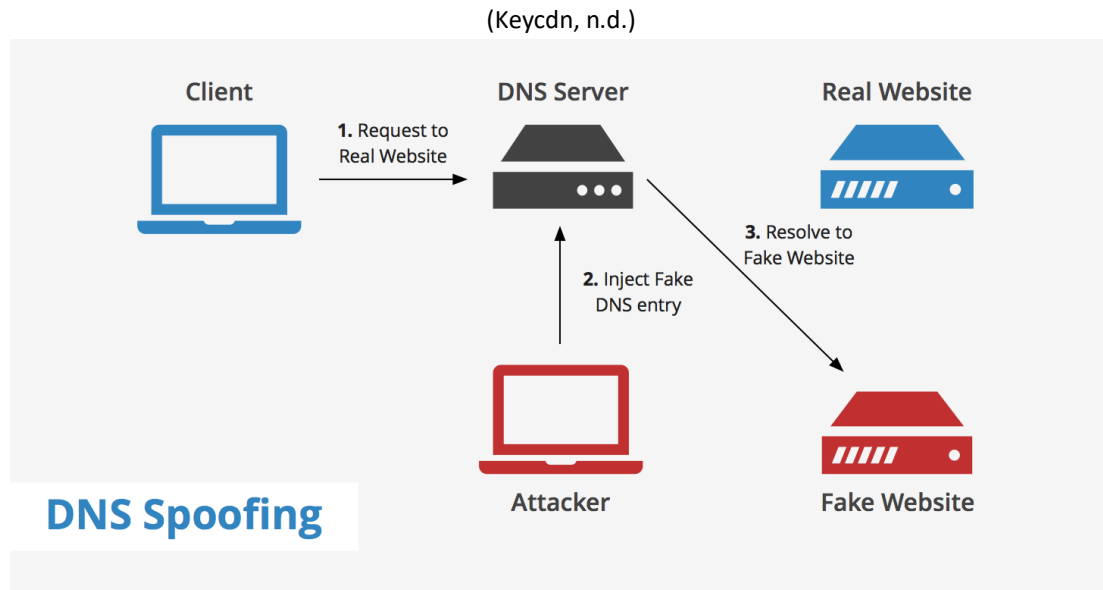 (Keycdn, n.d.)
Client
DNS Server
Real Website
1. Request to
Real Website
3. Resolve to
Fake Website
2. Inject Fake
DNS entry
Attacker
Fake Website
DNS Spoofing